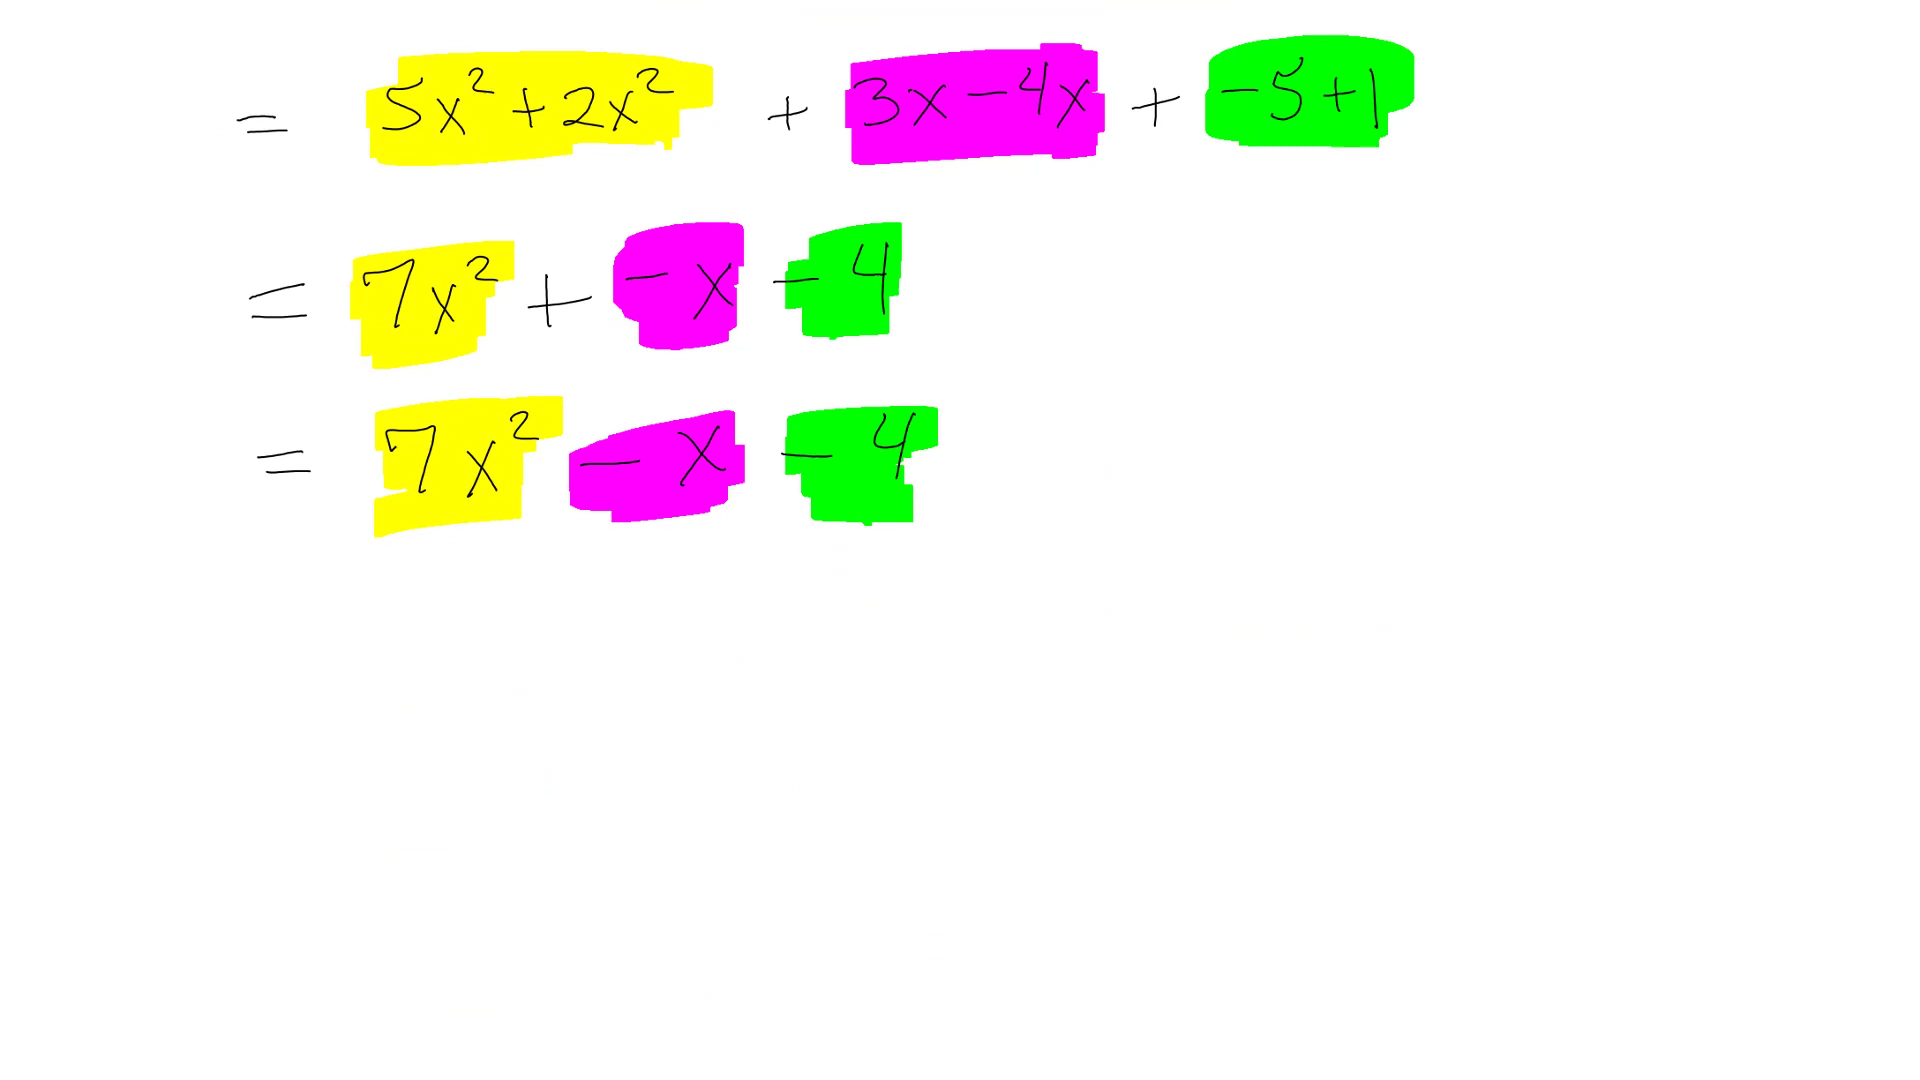 = 5x² + 2x² + 3x - 4x + -5 + 1
= 7x² + -x - 4
= 7x² - x - 4